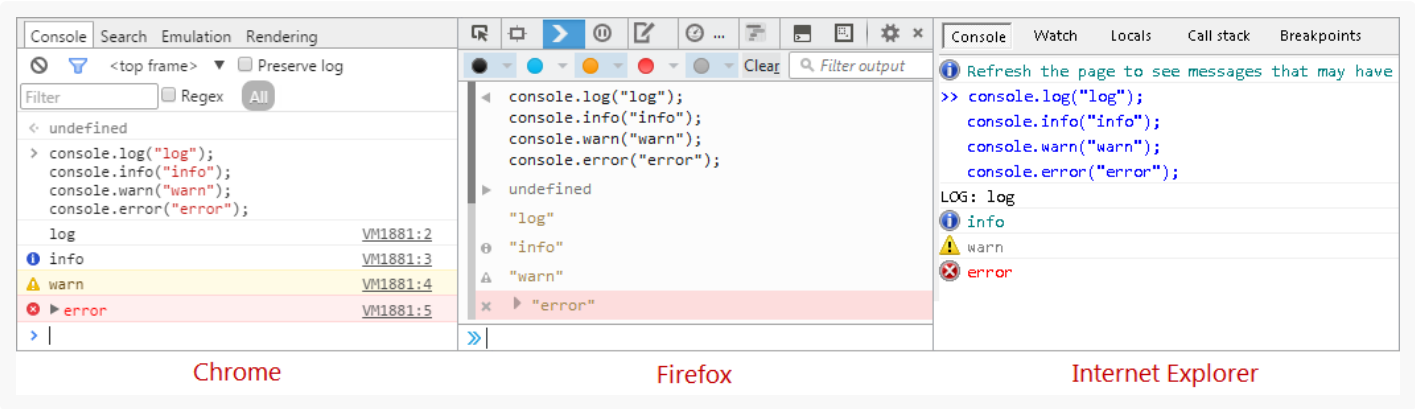 Console Search Emulation Rendering
<top frame> ▼ Preserve log
Filter Regex All
undefined
> console.log("log");
console.info("info");
console.warn("warn");
console.error("error");
log VM1881:2
info VM1881:3
warn VM1881:4
error VM1881:5
>
Chrome
...
Clear Filter output
console.log("log");
console.info("info");
console.warn("warn");
console.error("error");
undefined
"log"
"info"
"warn"
"error"
»
Firefox
Console Watch Locals Call stack Breakpoints
Refresh the page to see messages that may have
>> console.log("log");
console.info("info");
console.warn("warn");
console.error("error");
LOG: log
info
warn
error
Internet Explorer